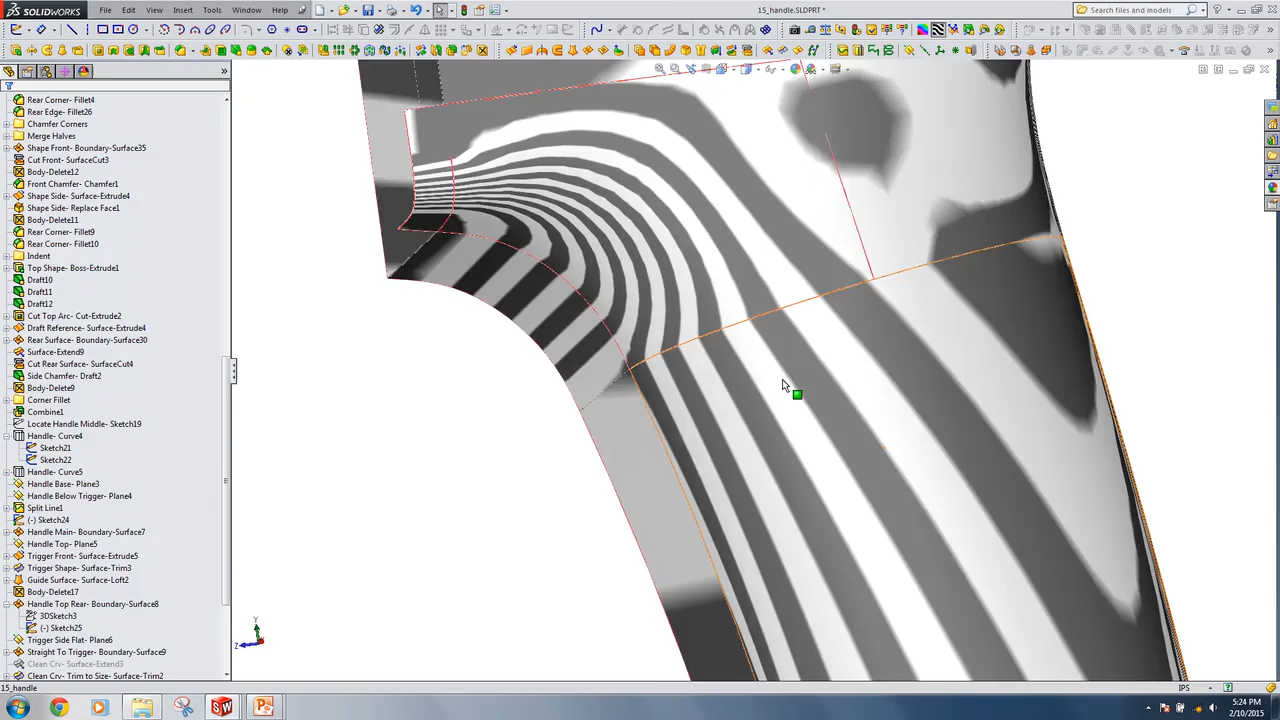 SOLIDWORKS
File Edit View Insert Tools Window Help
15_handle.SLDPRT *
Search files and models
Rear Corner- Fillet4
Rear Edge- Fillet26
Chamfer Corners
Merge Halves
Shape Front- Boundary-Surface35
Cut Front- SurfaceCut3
Body-Delete12
Front Chamfer- Chamfer1
Shape Side- Surface-Extrude4
Shape Side- Replace Face1
Body-Delete11
Rear Corner- Fillet9
Rear Corner- Fillet10
Indent
Top Shape- Boss-Extrude1
Draft10
Draft11
Draft12
Cut Top Arc- Cut-Extrude2
Draft Reference- Surface-Extrude4
Rear Surface- Boundary-Surface30
Surface-Extend9
Cut Rear Surface- SurfaceCut4
Side Chamfer- Draft2
Body-Delete9
Corner Fillet
Combine1
Locate Handle Middle- Sketch19
Handle- Curve4
Sketch21
Sketch22
Handle- Curve5
Handle Base- Plane3
Handle Below Trigger- Plane4
Split Line1
(-) Sketch24
Handle Main- Boundary-Surface7
Handle Top- Plane5
Trigger Front- Surface-Extrude5
Trigger Shape- Surface-Trim3
Guide Surface- Surface-Loft2
Body-Delete17
Handle Top Rear- Boundary-Surface8
3DSketch3
(-) Sketch25
Trigger Side Flat- Plane6
Straight To Trigger- Boundary-Surface9
Clean Crv- Surface-Extend3
Clean Crv- Trim to Size- Surface-Trim2
Y
Z
15_handle
IPS
5:24 PM
2/10/2015